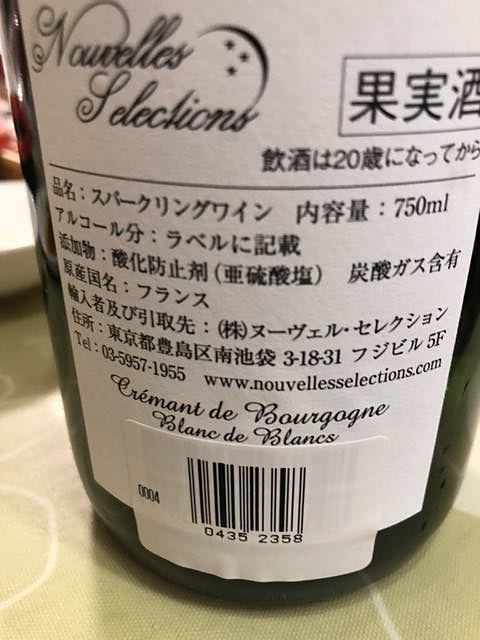 Nouvelles
Selections
果実酒
飲酒は20歳になってから
品名：スパークリングワイン 内容量：750ml
アルコール分：ラベルに記載
添加物：酸化防止剤（亜硫酸塩） 炭酸ガス含有
原産国名：フランス
輸入者及び引取先：(株)ヌーヴェル・セレクション
住所：東京都豊島区南池袋 3-18-31 フジビル 5F
Tel：03-5957-1955 www.nouvellesselections.com
Crémant de Bourgogne
Blanc de Blancs
0004
0435 2358